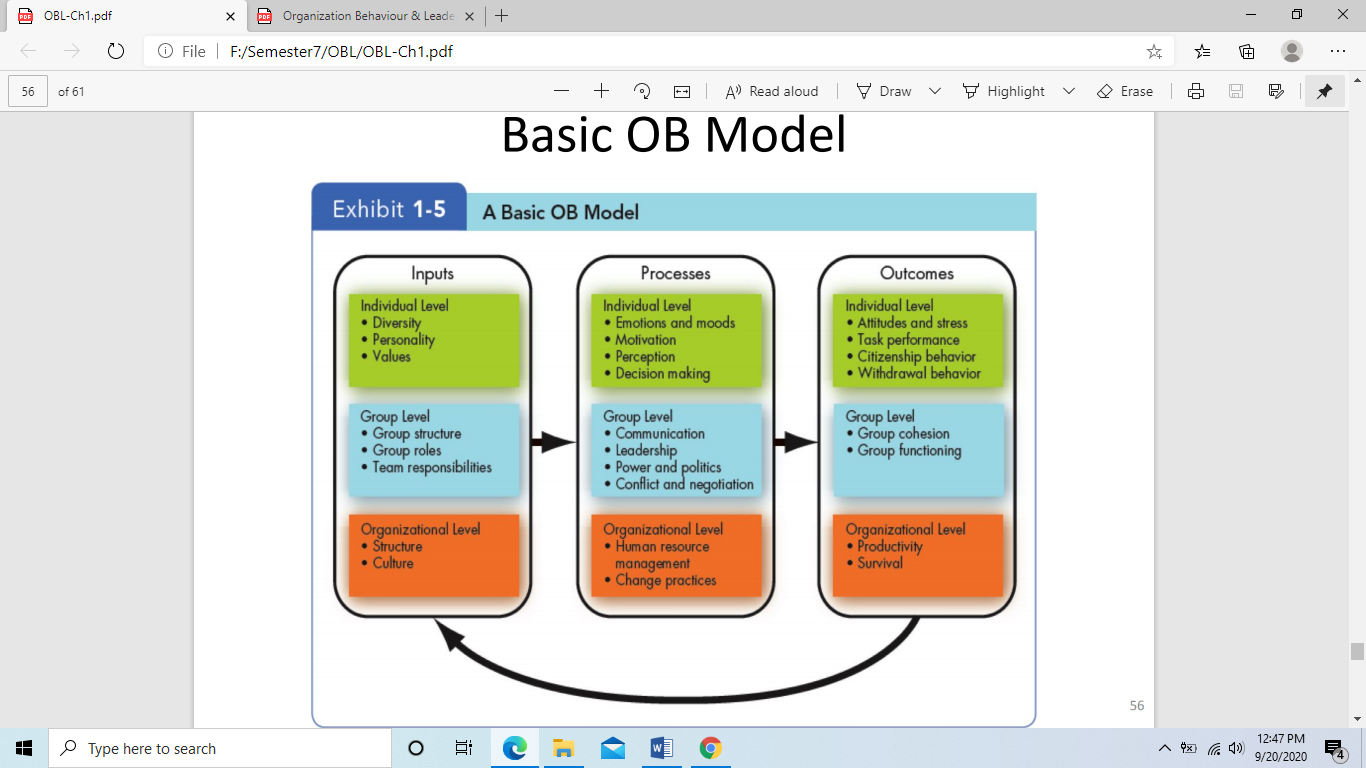 OBL-Ch1.pdf
Organization Behaviour & Leade
File
F:/Semester7/OBL/OBL-Ch1.pdf
56
of 61
Read aloud
Draw
Highlight
Erase
Basic OB Model
Exhibit 1-5
A Basic OB Model
Inputs
Individual Level
• Diversity
• Personality
• Values
Group Level
• Group structure
• Group roles
• Team responsibilities
Organizational Level
• Structure
• Culture
Processes
Individual Level
• Emotions and moods
• Motivation
• Perception
• Decision making
Group Level
• Communication
• Leadership
• Power and politics
• Conflict and negotiation
Organizational Level
• Human resource
management
• Change practices
Outcomes
Individual Level
• Attitudes and stress
• Task performance
• Citizenship behavior
• Withdrawal behavior
Group Level
• Group cohesion
• Group functioning
Organizational Level
• Productivity
• Survival
56
Type here to search
12:47 PM
9/20/2020
4